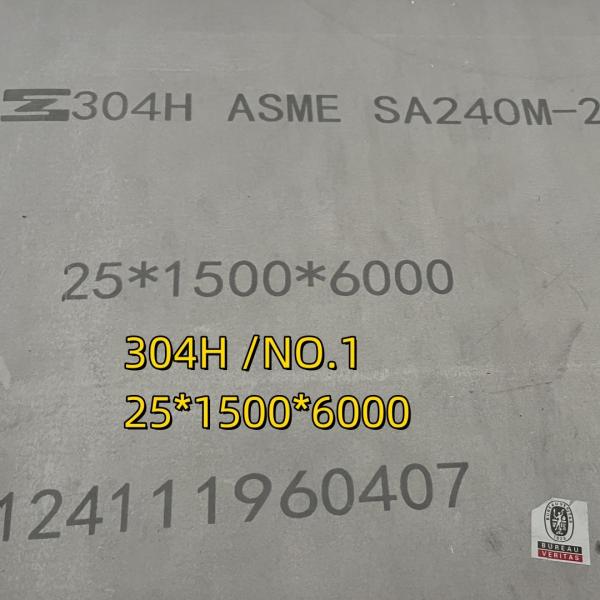 304H ASME SA240M-2
25*1500*6000
304H /NO.1
25*1500*6000
124111960407
BUREAU
VERITAS